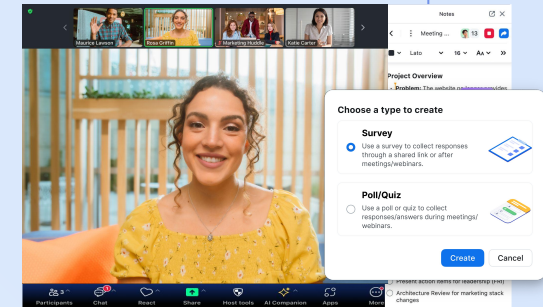 Maurice Lawson
Rosa Griffin
Marketing Huddle
Katie Carter
Notes
Meeting ...
13
Lato
16
AA
Project Overview
Problem: The website
Choose a type to create
Survey
Use a survey to collect responses
through a shared link or after
meetings/webinars.
Poll/Quiz
Use a poll or quiz to collect
responses/answers during meetings/
webinars.
Create
Cancel
Present action items for leadership (FRI)
Architecture Review for marketing stack
changes
3
Participants
Chat
React
Share
Host tools
AI Companion
Apps
More